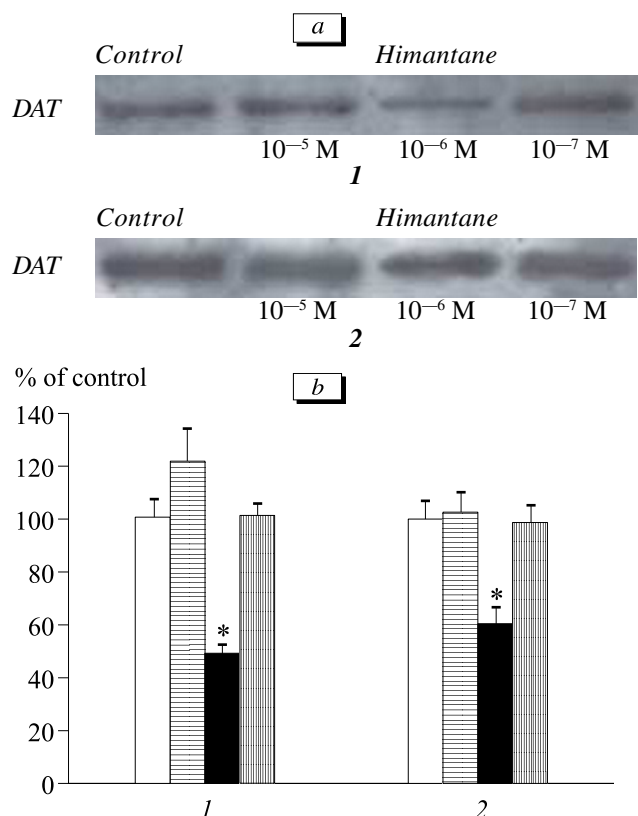 a
Control Himantane
DAT
10⁻⁵ M 10⁻⁶ M 10⁻⁷ M
1
Control Himantane
DAT
10⁻⁵ M 10⁻⁶ M 10⁻⁷ M
2
% of control
b
140
120
100
80
60
40
20
0
*
*
1 2